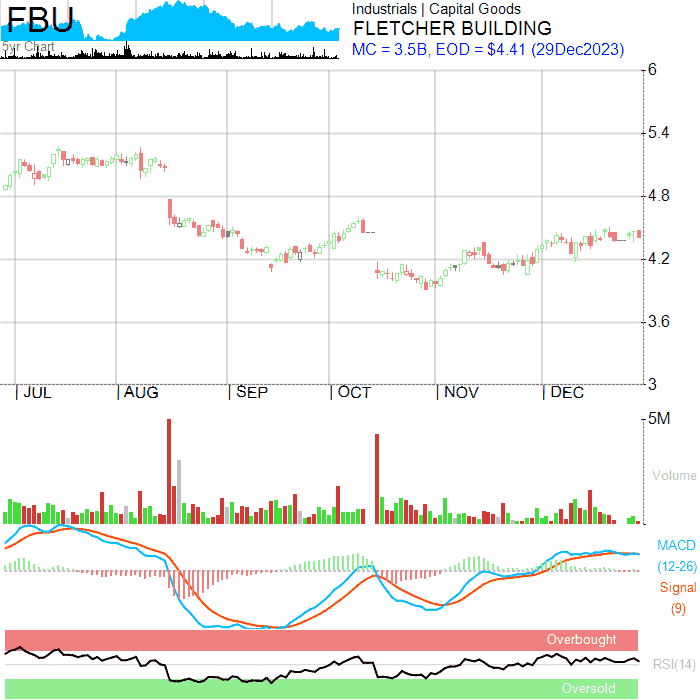 FBU
5yr Chart
Industrials | Capital Goods
FLETCHER BUILDING
MC = 3.5B, EOD = $4.41 (29Dec2023)
6
5.4
4.8
4.2
3.6
3
JUL AUG SEP OCT NOV DEC
5M
Volume
MACD
(12-26)
Signal
(9)
Overbought
RSI(14)
Oversold